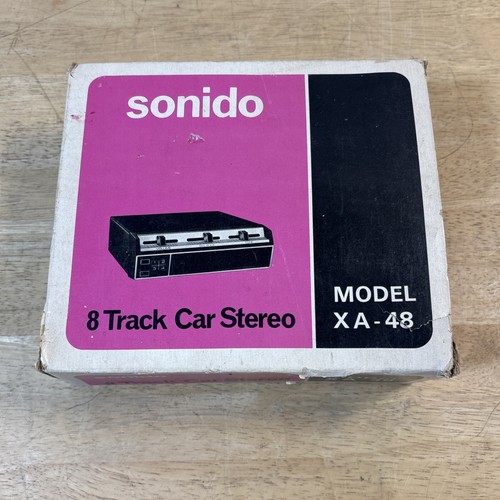 sonido
8 Track Car Stereo
MODEL
XA-48